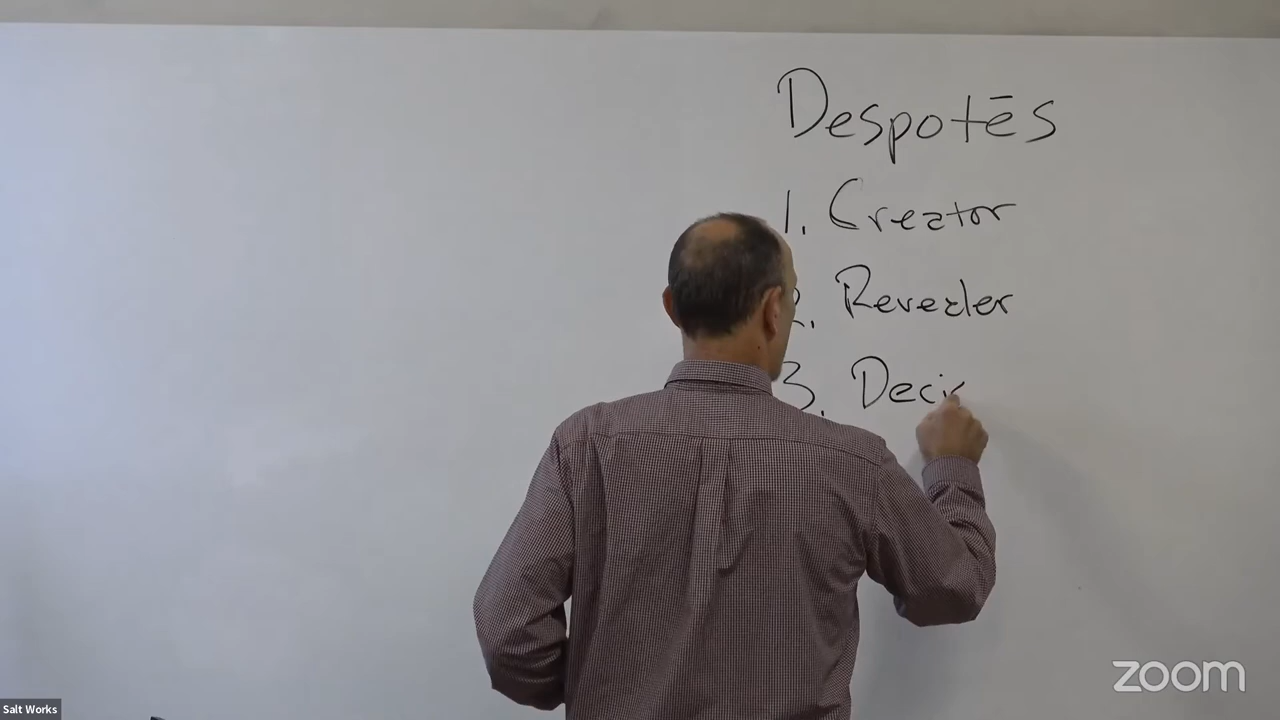 Despotēs
1. Creator
2. Revealer
3. Deci
zoom
Salt Works